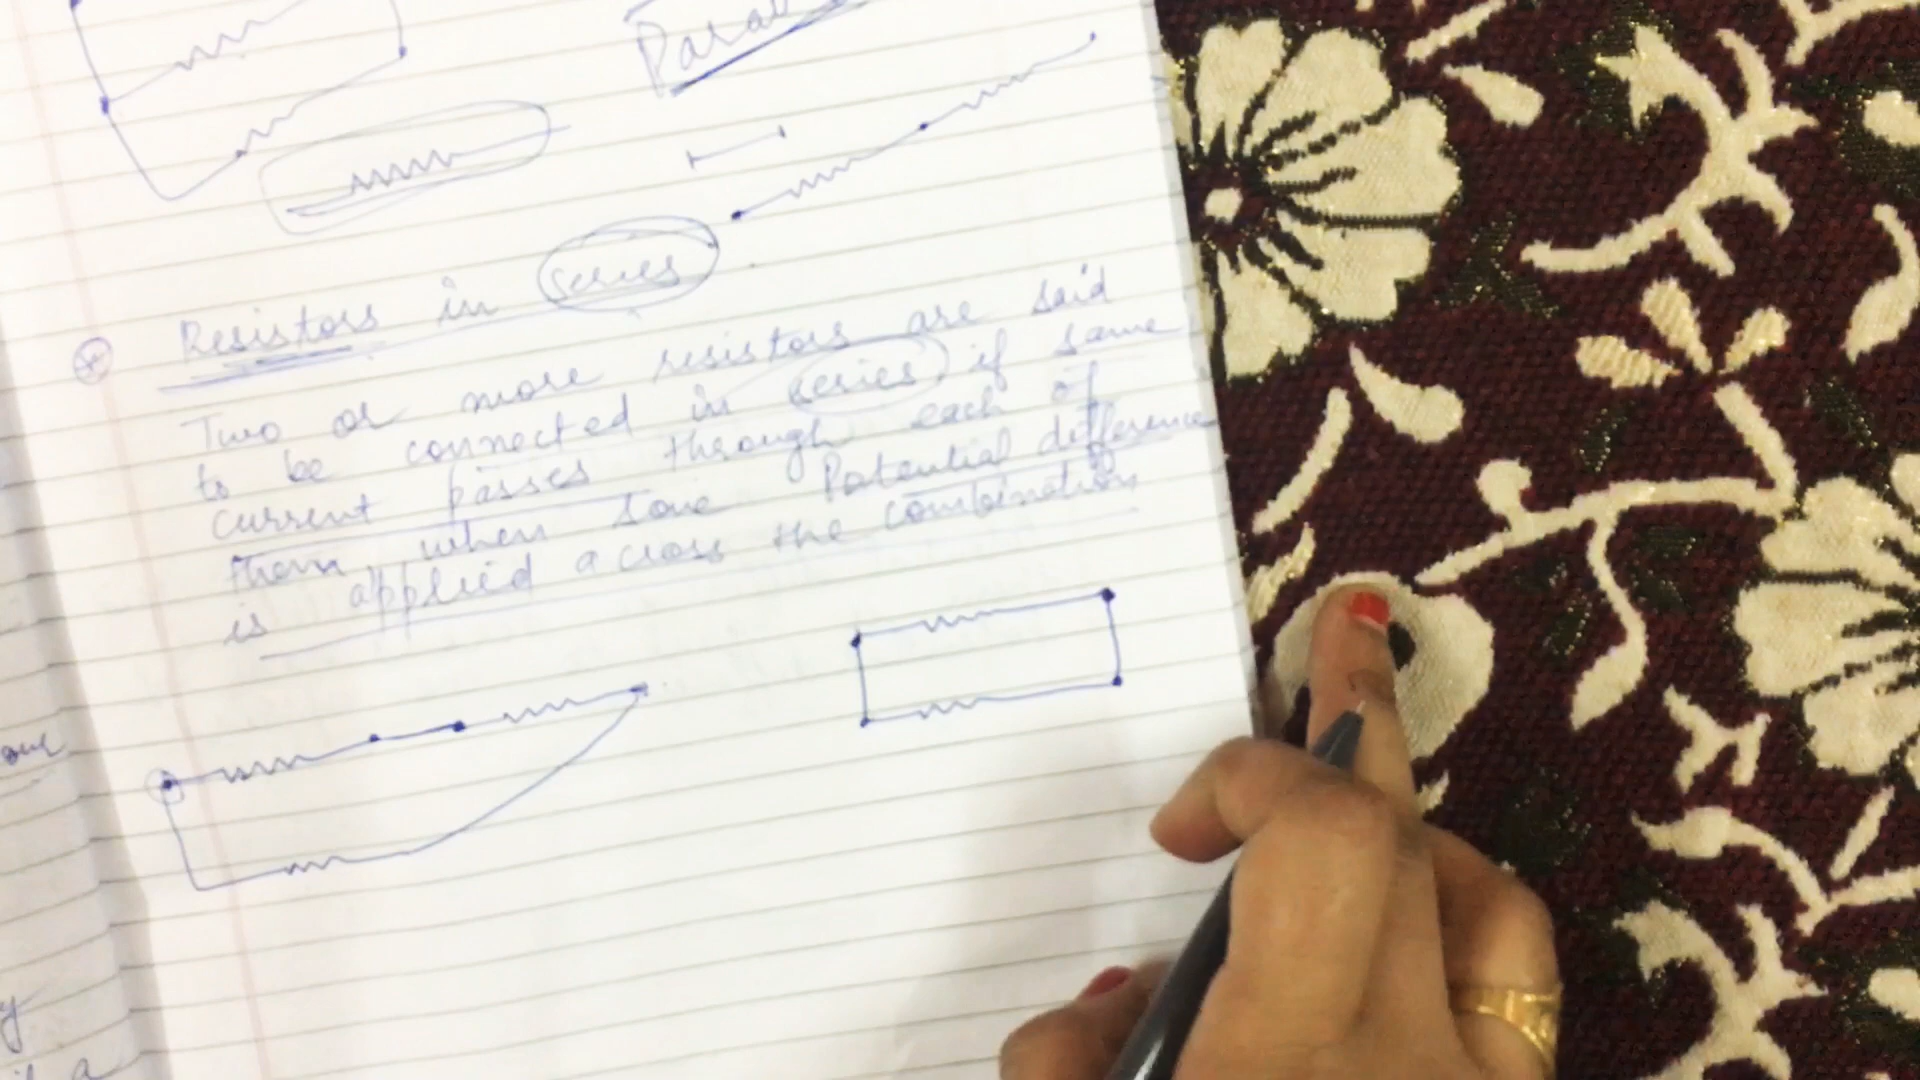 Resistors in series
Two or more resistors are said
to be connected in series if same
current passes through each of
them when some Potential difference
is applied across the combination